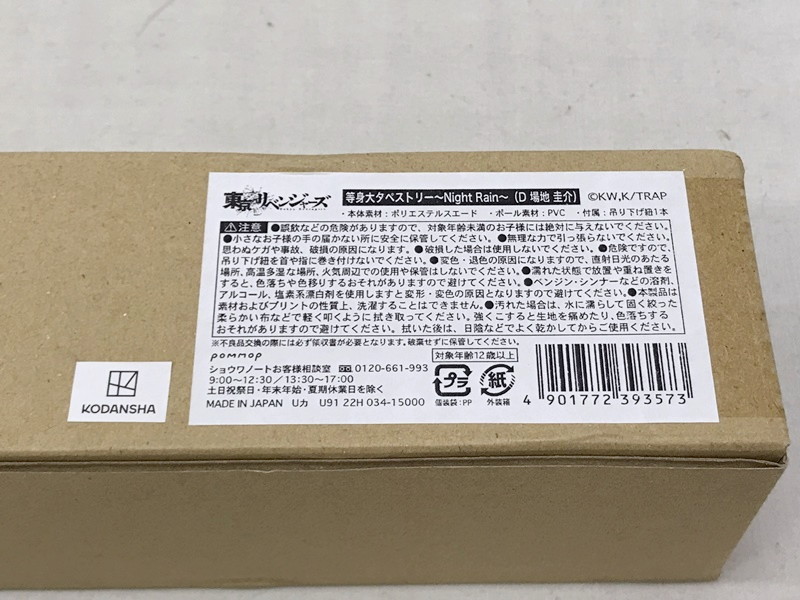 東京リベンジャーズ
等身大タペストリー～Night Rain～（D 場地 圭介） ©KW,K/TRAP
・本体素材：ポリエステルスエード ・ポール素材：PVC ・付属：吊り下げ紐1本
⚠注意 ●誤飲などの危険がありますので、対象年齢未満のお子様には絶対に与えないでください。
●小さなお子様の手の届かない所に安全に保管してください。●無理な力で引っ張らないでください。
思わぬケガや事故、破損の原因になります。●破損した場合は使用しないでください。●危険ですので、
吊り下げ紐を首や指に巻き付けないでください。●変色・退色の原因になりますので、直射日光のあたる
場所、高温多湿な場所、火気周辺での使用や保管はしないでください。●濡れた状態で放置や重ね置きを
すると、色落ちや色移りするおそれがありますので避けてください。●ベンジン・シンナーなどの溶剤、
アルコール、塩素系漂白剤を使用しますと変形・変色の原因となりますので避けてください。●本製品は
素材およびプリントの性質上、洗濯することはできません。●汚れた場合は、水に濡らして固く絞った
柔らかい布などで軽く叩くように拭き取ってください。強くこすると生地を痛めたり、色落ちする
おそれがありますので避けてください。拭いた後は、日陰などでよく乾かしてからご使用ください。
※不良品交換の際には必ず領収書が必要となります。破棄せずに保管してください。
pommop
対象年齢12歳以上
ショウワノートお客様相談室 0120-661-993
9:00～12:30／13:30～17:00
土日祝祭日・年末年始・夏期休業日を除く
MADE IN JAPAN Uカ U91 22H 034-15000
プラ
個装袋：PP
紙
外装箱
4 901772 393573
KODANSHA